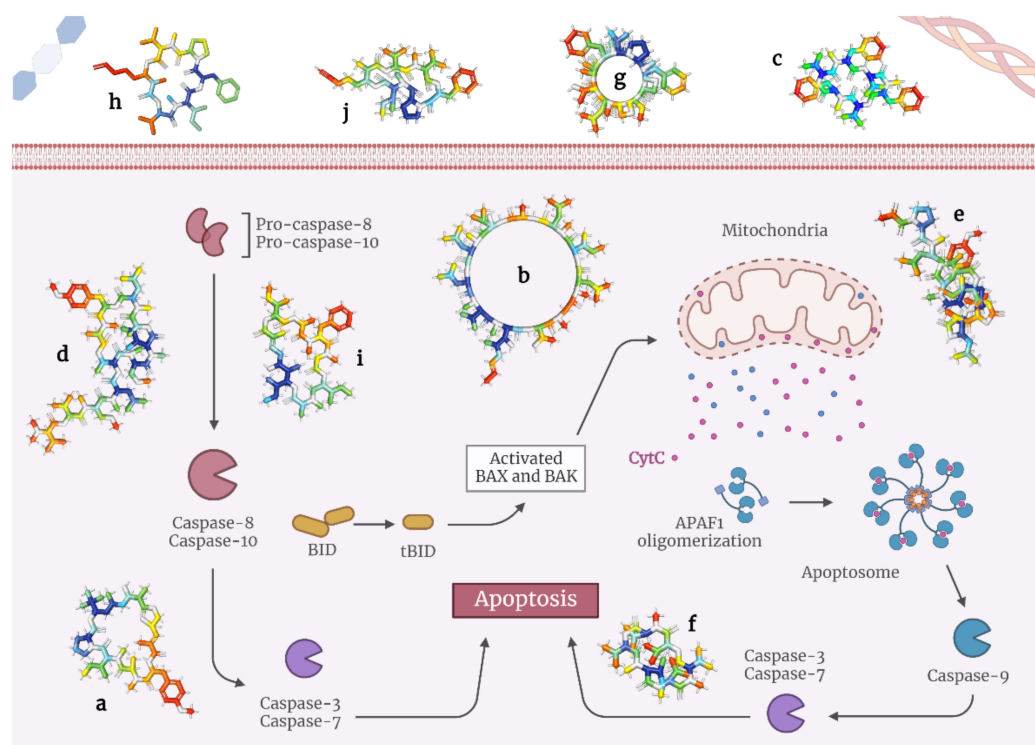 h
j
g
c
Pro-caspase-8
Pro-caspase-10
Mitochondria
e
b
d
i
Activated
BAX and BAK
CytC
Caspase-8
Caspase-10
BID
tBID
APAF1
oligomerization
Apoptosome
Apoptosis
f
a
Caspase-3
Caspase-7
Caspase-3
Caspase-7
Caspase-9